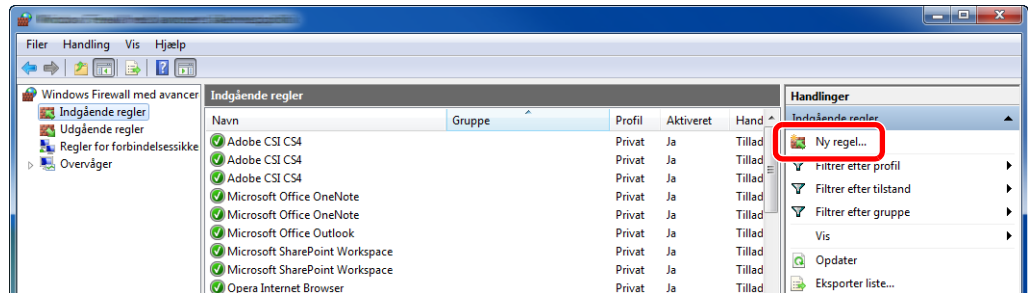 Filer Handling Vis Hjælp
Windows Firewall med avancer
Indgående regler
Udgående regler
Regler for forbindelsessikke
Overvåger
Indgående regler
Navn Gruppe Profil Aktiveret Hand
Adobe CSI CS4 Privat Ja Tillad
Adobe CSI CS4 Privat Ja Tillad
Adobe CSI CS4 Privat Ja Tillad
Microsoft Office OneNote Privat Ja Tillad
Microsoft Office OneNote Privat Ja Tillad
Microsoft Office Outlook Privat Ja Tillad
Microsoft SharePoint Workspace Privat Ja Tillad
Microsoft SharePoint Workspace Privat Ja Tillad
Opera Internet Browser Privat Ja Tillad
Handlinger
Indgående regler
Ny regel...
Filtrer efter profil
Filtrer efter tilstand
Filtrer efter gruppe
Vis
Opdater
Eksporter liste...